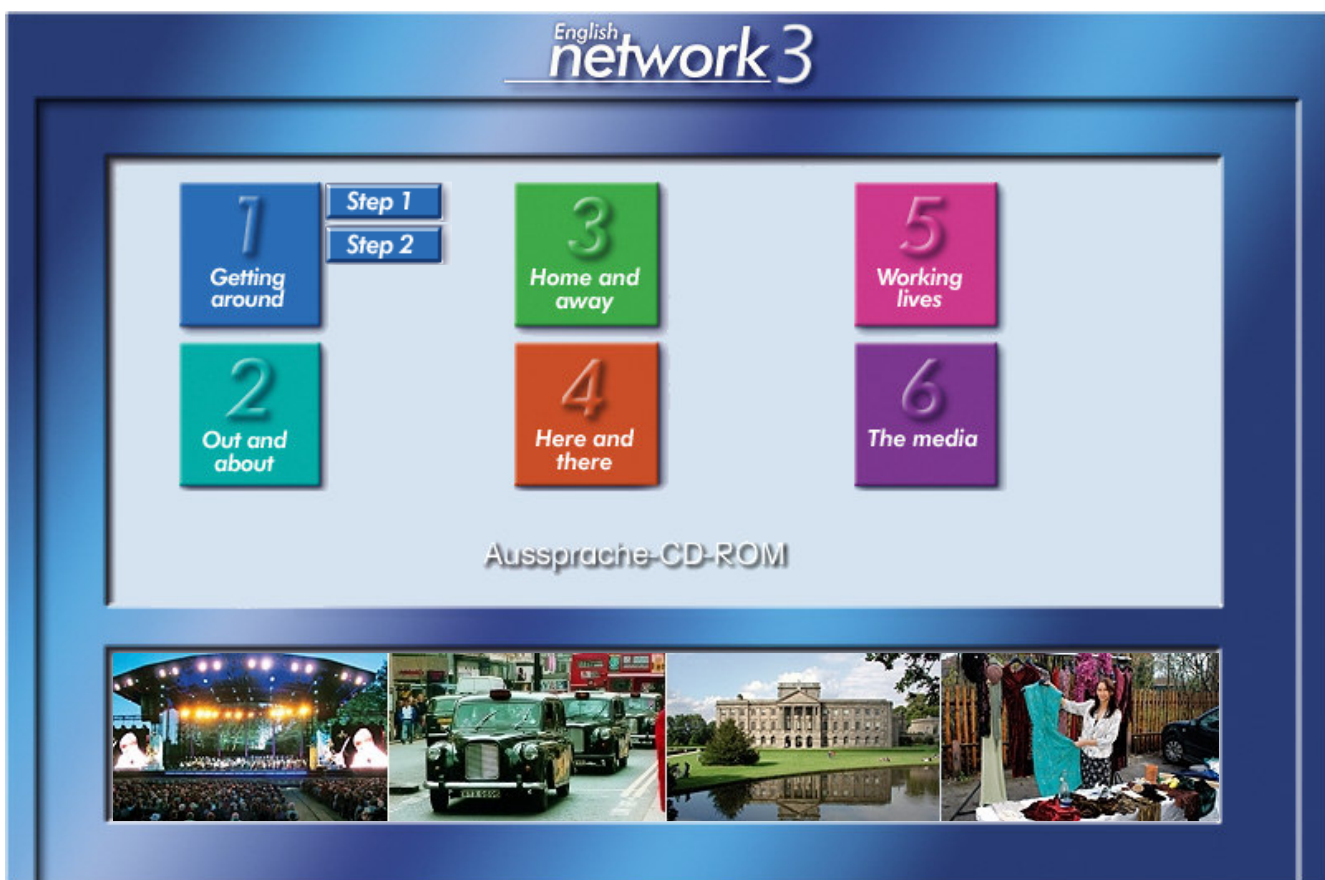 English
network 3
1
Getting
around
Step 1
Step 2
2
Out and
about
3
Home and
away
4
Here and
there
5
Working
lives
6
The media
Aussprache-CD-ROM